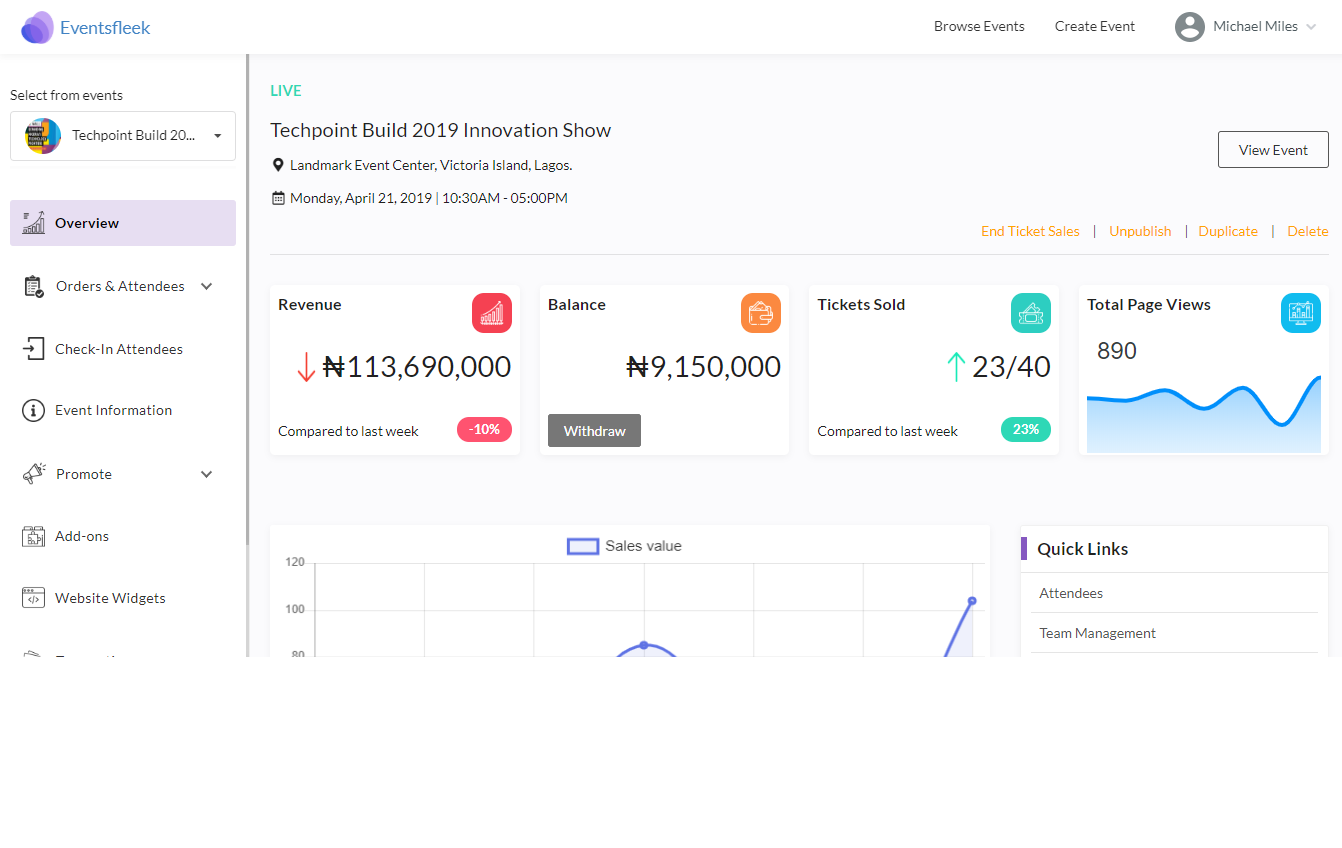 Eventsfleek
Browse Events
Create Event
Michael Miles
Select from events
Techpoint Build 20...
Overview
Orders & Attendees
Check-In Attendees
Event Information
Promote
Add-ons
Website Widgets
LIVE
Techpoint Build 2019 Innovation Show
Landmark Event Center, Victoria Island, Lagos.
Monday, April 21, 2019 | 10:30AM - 05:00PM
View Event
End Ticket Sales | Unpublish | Duplicate | Delete
Revenue
₦113,690,000
Compared to last week
-10%
Balance
₦9,150,000
Withdraw
Tickets Sold
23/40
Compared to last week
23%
Total Page Views
890
Sales value
120
100
80
Quick Links
Attendees
Team Management